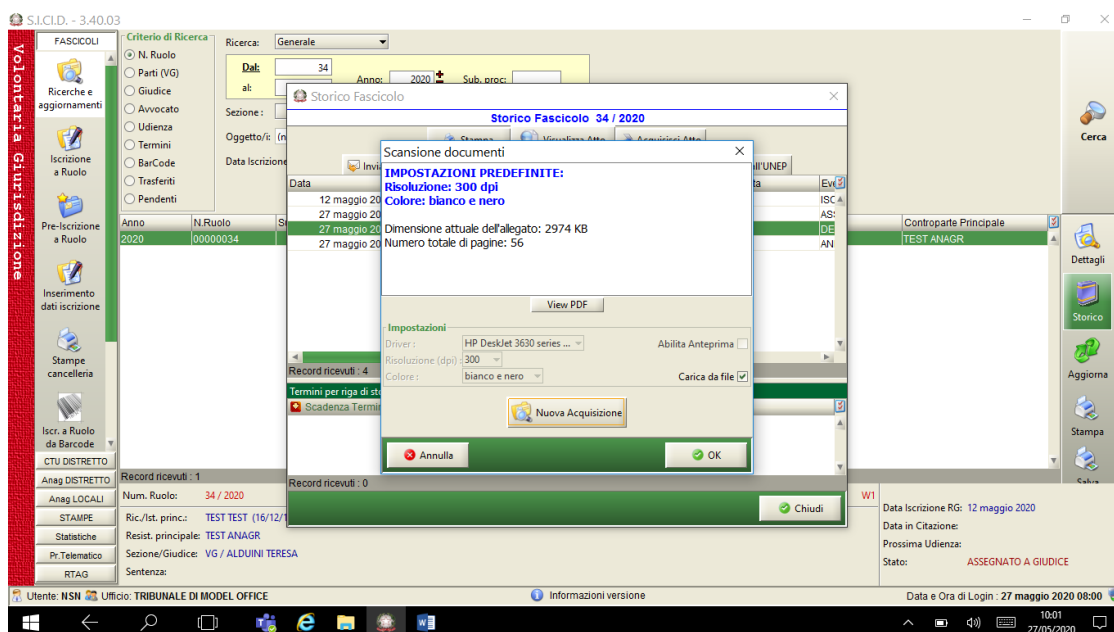 S.I.CI.D. - 3.40.03
Volontaria Giurisdizione
FASCICOLI
Ricerche e
aggiornamenti
Iscrizione
a Ruolo
Pre-Iscrizione
a Ruolo
Inserimento
dati iscrizione
Stampe
cancelleria
Iscr. a Ruolo
da Barcode
CTU DISTRETTO
Anag DISTRETTO
Anag LOCALI
STAMPE
Statistiche
Pr.Telematico
RTAG
Criterio di Ricerca
N. Ruolo
Parti (VG)
Giudice
Avvocato
Udienza
Termini
BarCode
Trasferiti
Pendenti
Ricerca: Generale
Dal: 34
al:
Anno: 2020 Sub. proc:
Sezione :
Oggetto/i: (n
Data Iscrizione
Anno N.Ruolo S Controparte Principale
2020 00000034 TEST ANAGR
Storico Fascicolo
Storico Fascicolo 34 / 2020
Stampa Visualizza Atto Acquisisci Atto
Invi ll'UNEP
Data ta Eve
12 maggio 20 ISC
27 maggio 20 AS
27 maggio 20 DE
27 maggio 20 AN
Record ricevuti : 4
Termini per riga di sto
Scadenza Termin
Record ricevuti : 0
Chiudi
Scansione documenti
IMPOSTAZIONI PREDEFINITE:
Risoluzione: 300 dpi
Colore: bianco e nero
Dimensione attuale dell'allegato: 2974 KB
Numero totale di pagine: 56
View PDF
Impostazioni
Driver : HP DeskJet 3630 series ... Abilita Anteprima
Risoluzione (dpi) : 300
Colore : bianco e nero Carica da file
Nuova Acquisizione
Annulla OK
Record ricevuti : 1
Num. Ruolo: 34 / 2020 W1
Ric./Ist. princ.: TEST TEST (16/12/1
Resist. principale: TEST ANAGR
Sezione/Giudice: VG / ALDUINI TERESA
Sentenza:
Data Iscrizione RG: 12 maggio 2020
Data in Citazione:
Prossima Udienza:
Stato: ASSEGNATO A GIUDICE
Cerca
Dettagli
Storico
Aggiorna
Stampa
Salva
Utente: NSN Ufficio: TRIBUNALE DI MODEL OFFICE Informazioni versione Data e Ora di Login : 27 maggio 2020 08:00
10:01
27/05/2020